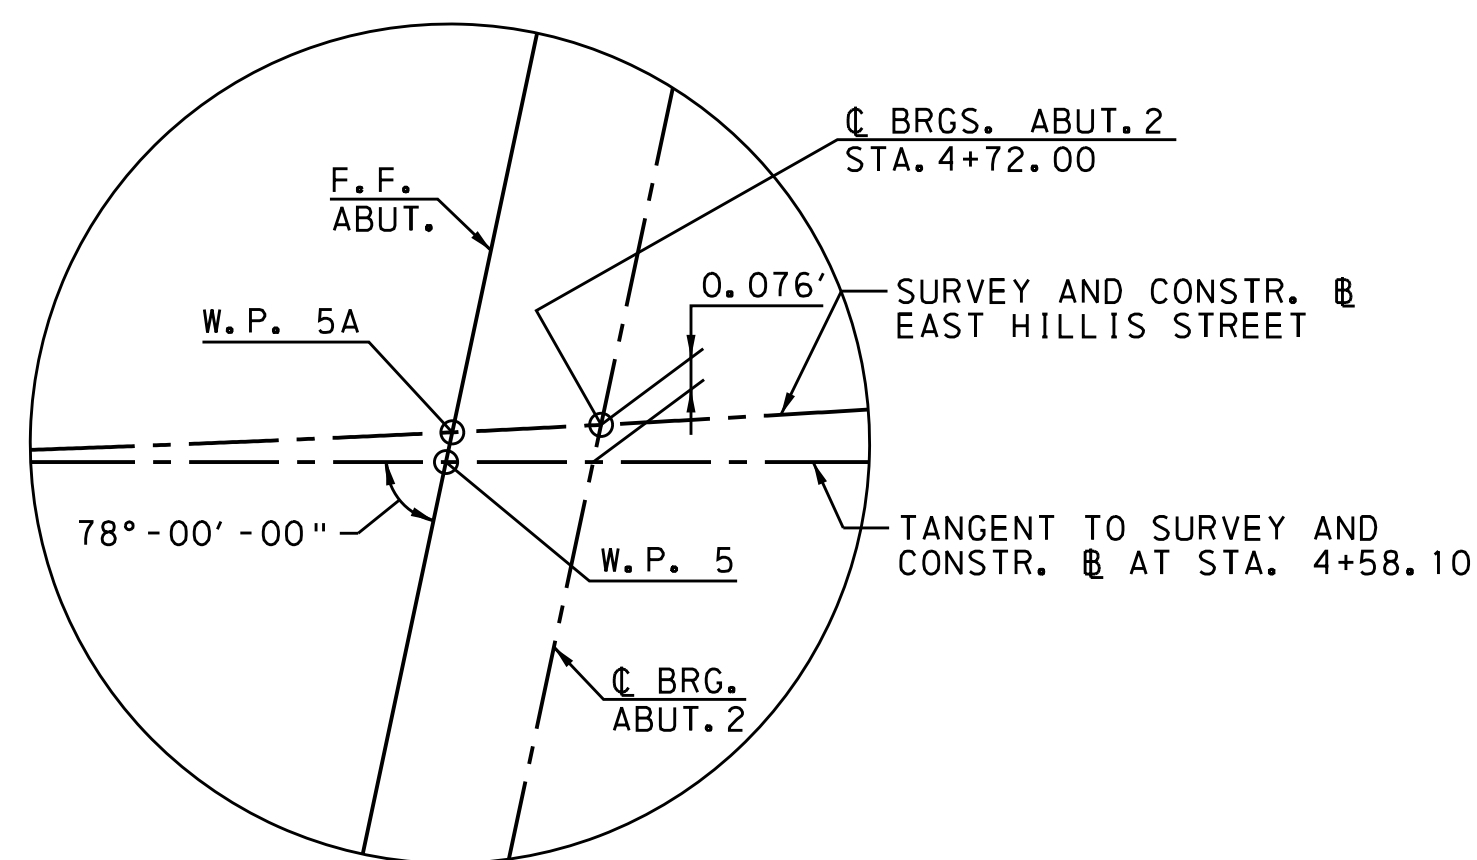 ℄ BRGS. ABUT. 2
STA. 4+72.00
F.F.
ABUT.
0.076'
SURVEY AND CONSTR. ⅊
EAST HILLIS STREET
W.P. 5A
78°-00'-00"
TANGENT TO SURVEY AND
CONSTR. ⅊ AT STA. 4+58.10
W.P. 5
℄ BRG.
ABUT. 2